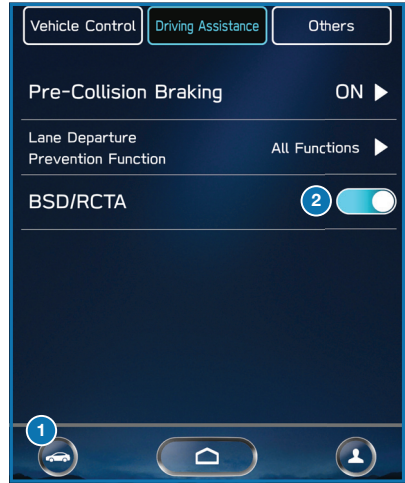 Vehicle Control Driving Assistance Others
Pre-Collision Braking ON
Lane Departure
Prevention Function All Functions
BSD/RCTA 2
1